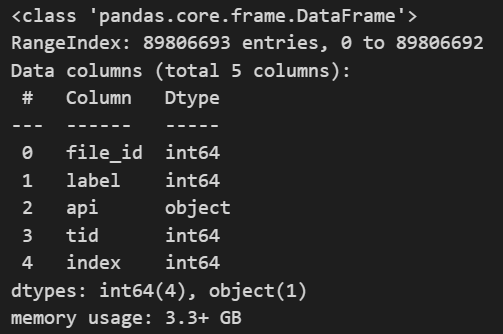 <class 'pandas.core.frame.DataFrame'>
RangeIndex: 89806693 entries, 0 to 89806692
Data columns (total 5 columns):
 #   Column   Dtype
---  ------   -----
 0   file_id  int64
 1   label    int64
 2   api      object
 3   tid      int64
 4   index    int64
dtypes: int64(4), object(1)
memory usage: 3.3+ GB